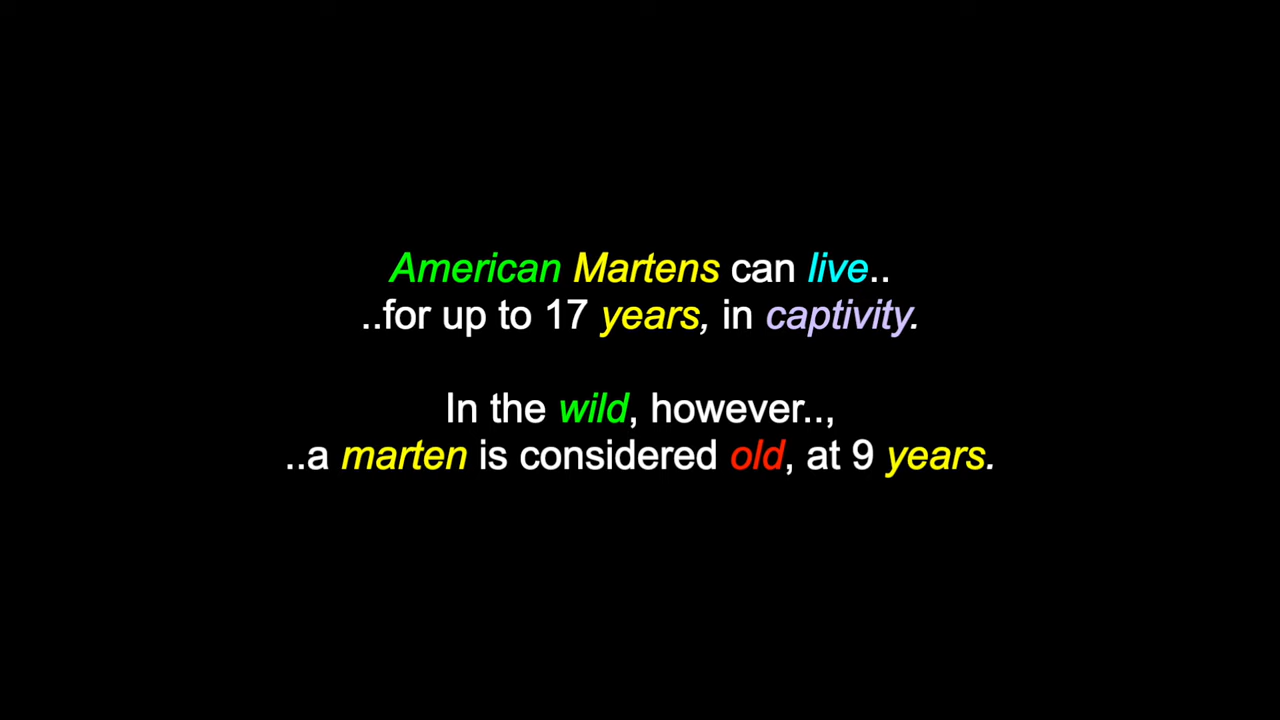 American Martens can live..
..for up to 17 years, in captivity.
In the wild, however..,
..a marten is considered old, at 9 years.